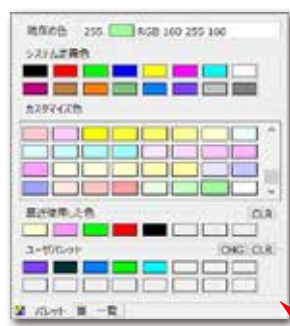 現在の色 255 RGB 160 255 160
システム定義色
カスタマイズ色
最近使用した色 CLR
ユーザパレット CHG CLR
パレット 一覧